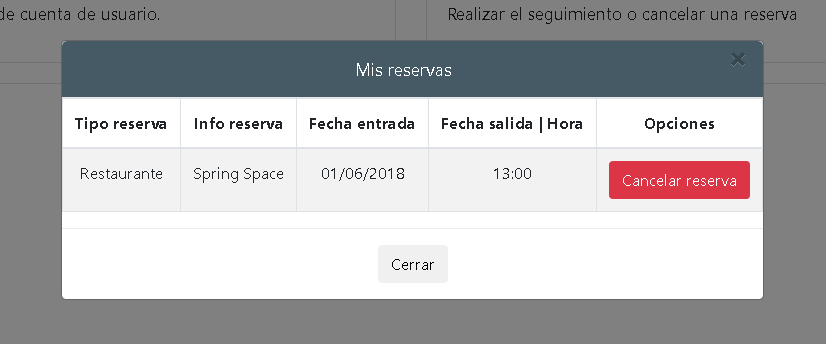 de cuenta de usuario.
Realizar el seguimiento o cancelar una reserva
Mis reservas
×
Tipo reserva Info reserva Fecha entrada Fecha salida | Hora Opciones
Restaurante Spring Space 01/06/2018 13:00 Cancelar reserva
Cerrar